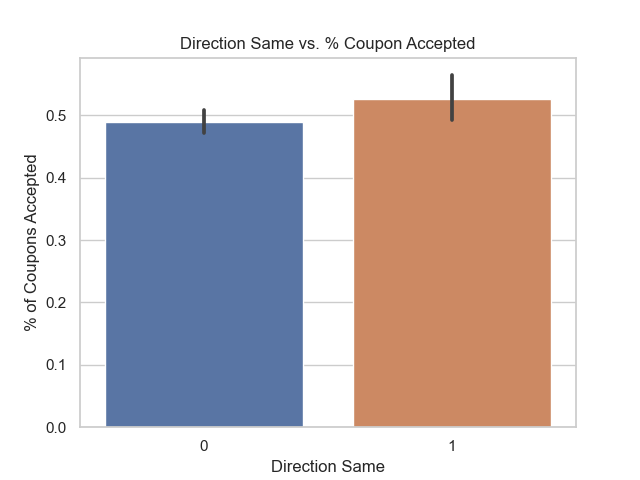 Direction Same vs. % Coupon Accepted
% of Coupons Accepted
0.5
0.4
0.3
0.2
0.1
0.0
0 1
Direction Same